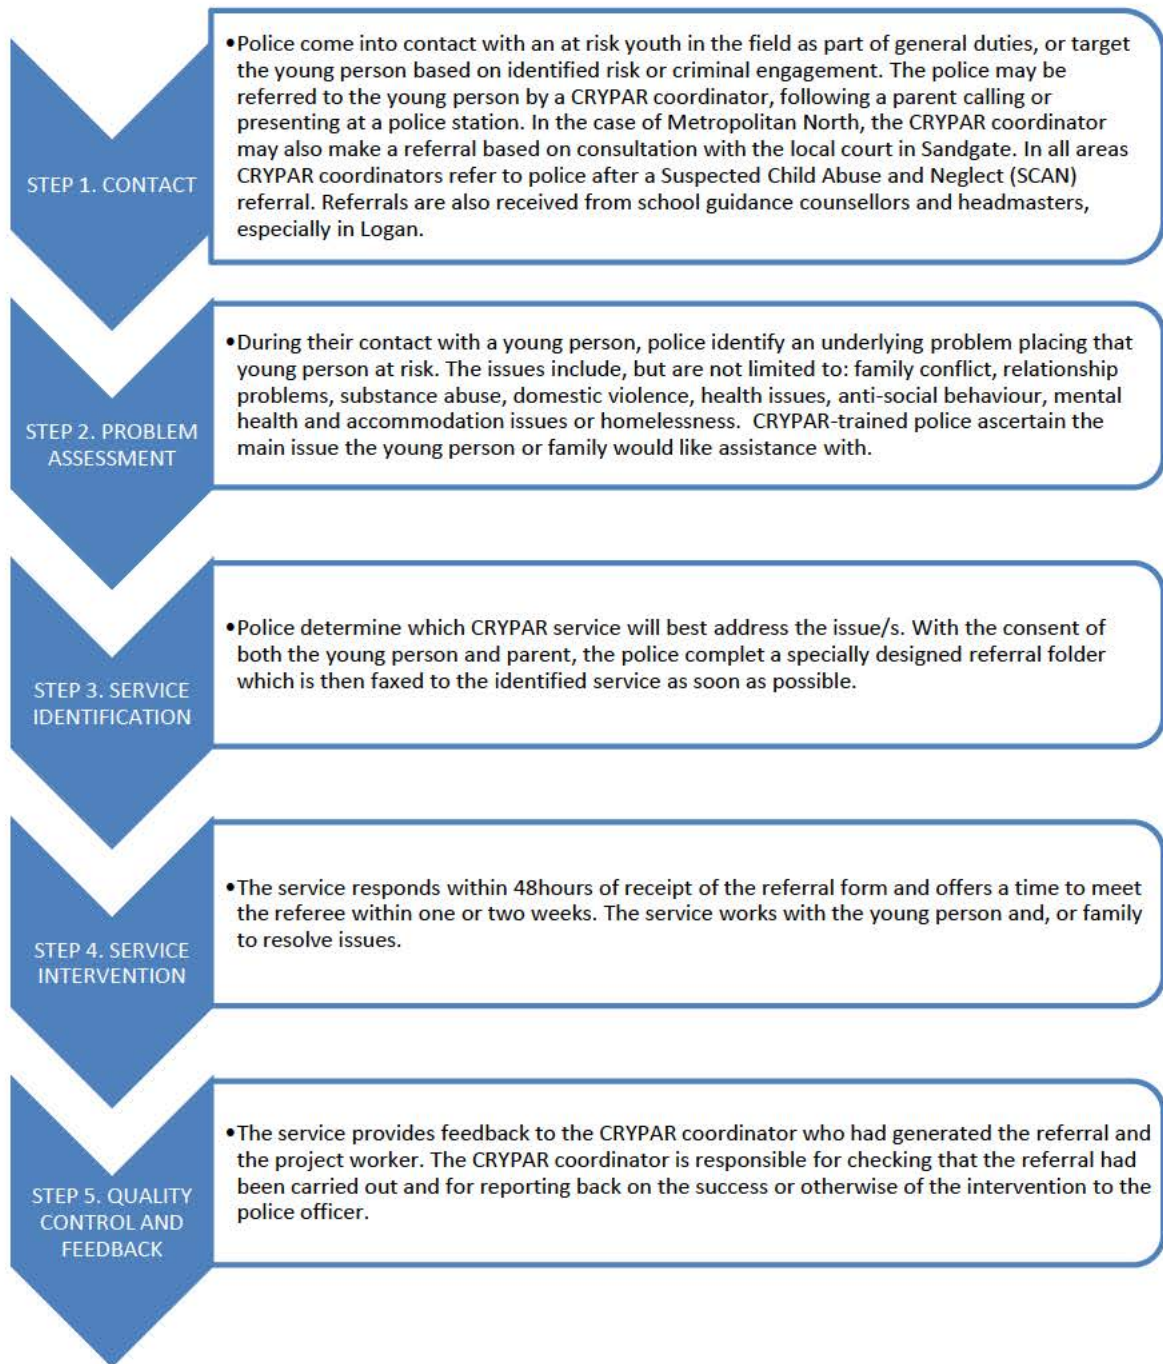 STEP 1. CONTACT
•Police come into contact with an at risk youth in the field as part of general duties, or target
the young person based on identified risk or criminal engagement. The police may be
referred to the young person by a CRYPAR coordinator, following a parent calling or
presenting at a police station. In the case of Metropolitan North, the CRYPAR coordinator
may also make a referral based on consultation with the local court in Sandgate. In all areas
CRYPAR coordinators refer to police after a Suspected Child Abuse and Neglect (SCAN)
referral. Referrals are also received from school guidance counsellors and headmasters,
especially in Logan.
STEP 2. PROBLEM
ASSESSMENT
•During their contact with a young person, police identify an underlying problem placing that
young person at risk. The issues include, but are not limited to: family conflict, relationship
problems, substance abuse, domestic violence, health issues, anti-social behaviour, mental
health and accommodation issues or homelessness.  CRYPAR-trained police ascertain the
main issue the young person or family would like assistance with.
STEP 3. SERVICE
IDENTIFICATION
•Police determine which CRYPAR service will best address the issue/s. With the consent of
both the young person and parent, the police complet a specially designed referral folder
which is then faxed to the identified service as soon as possible.
STEP 4. SERVICE
INTERVENTION
•The service responds within 48hours of receipt of the referral form and offers a time to meet
the referee within one or two weeks. The service works with the young person and, or family
to resolve issues.
STEP 5. QUALITY
CONTROL AND
FEEDBACK
•The service provides feedback to the CRYPAR coordinator who had generated the referral and
the project worker. The CRYPAR coordinator is responsible for checking that the referral had
been carried out and for reporting back on the success or otherwise of the intervention to the
police officer.